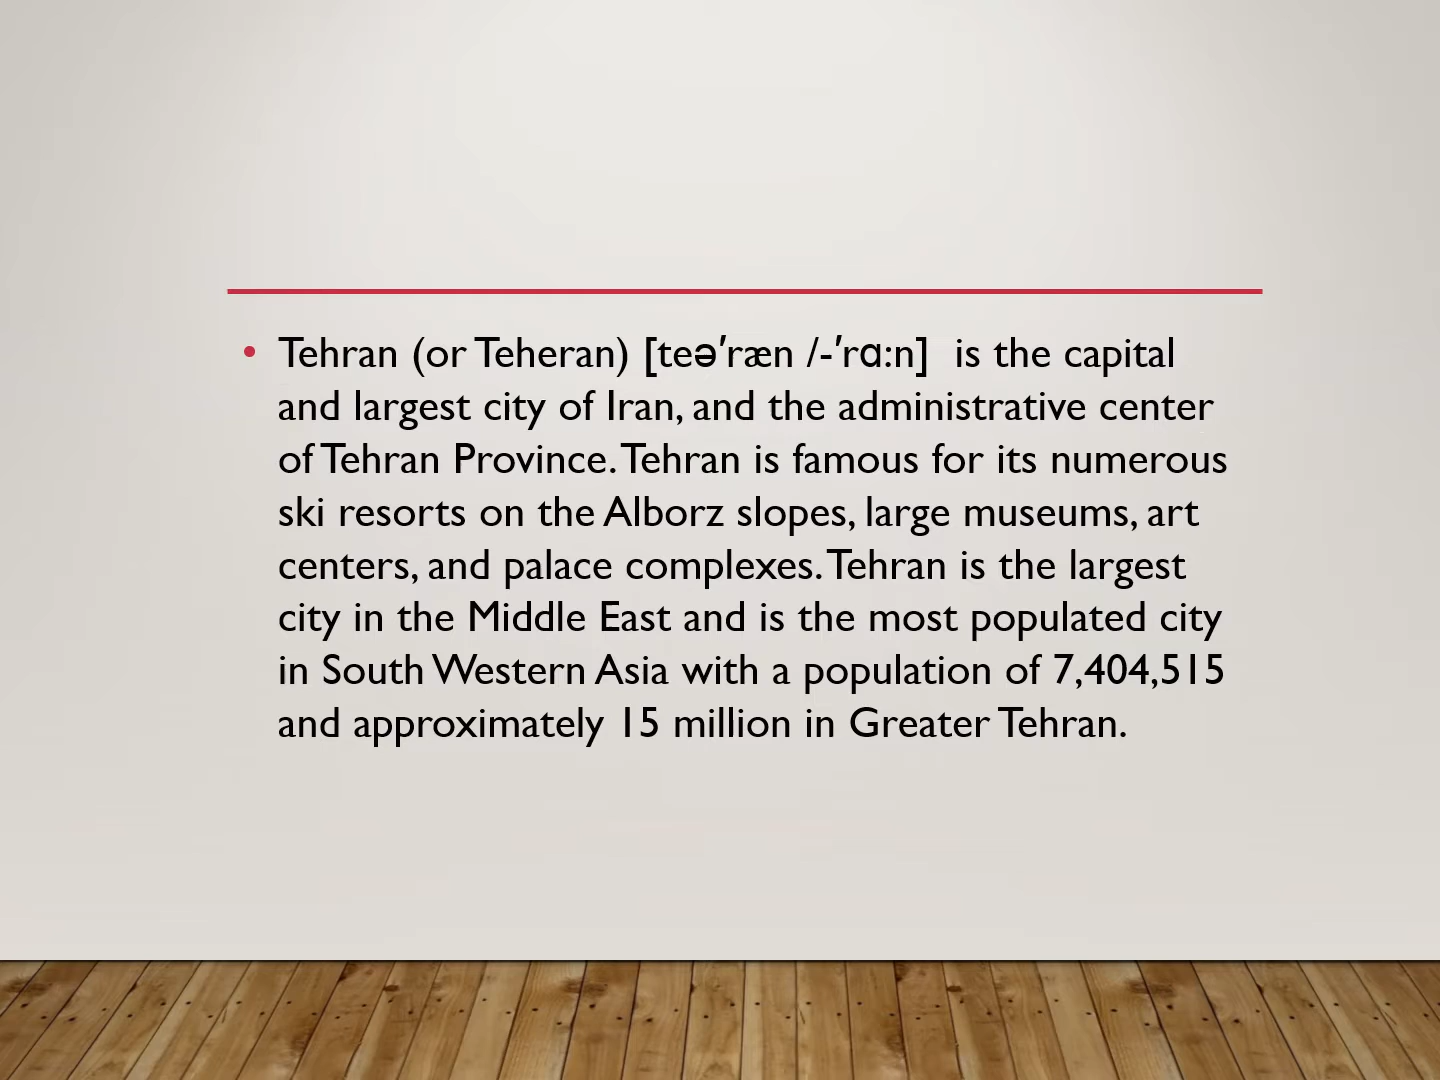 • Tehran (or Teheran) [teə′ræn /-′rɑ:n]  is the capital
and largest city of Iran, and the administrative center
of Tehran Province. Tehran is famous for its numerous
ski resorts on the Alborz slopes, large museums, art
centers, and palace complexes. Tehran is the largest
city in the Middle East and is the most populated city
in South Western Asia with a population of 7,404,515
and approximately 15 million in Greater Tehran.